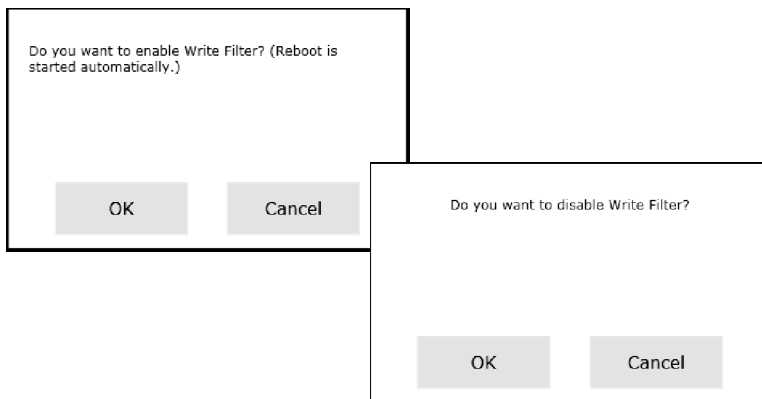 Do you want to enable Write Filter? (Reboot is
started automatically.)
OK
Cancel
Do you want to disable Write Filter?
OK
Cancel